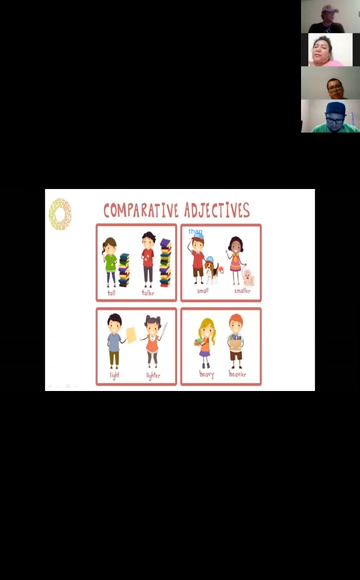 COMPARATIVE ADJECTIVES
than
tall taller
small smaller
light lighter
heavy heavier